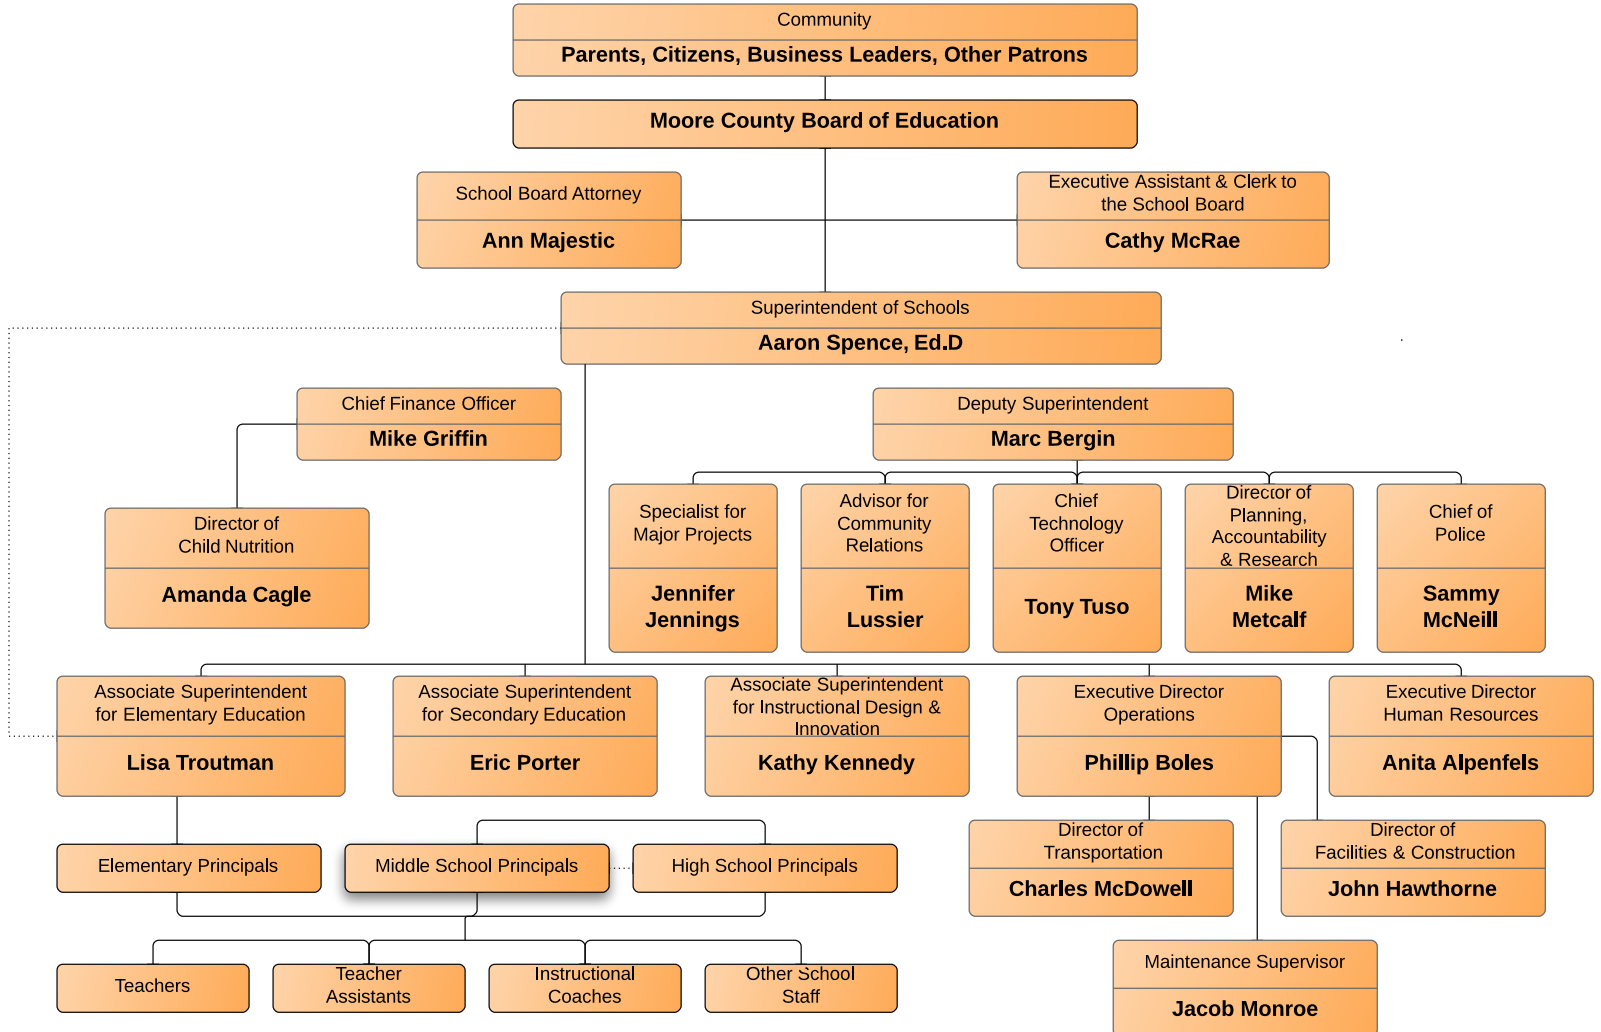 Community
Parents, Citizens, Business Leaders, Other Patrons
Moore County Board of Education
School Board Attorney
Ann Majestic
Executive Assistant & Clerk to
the School Board
Cathy McRae
Superintendent of Schools
Aaron Spence, Ed.D
Chief Finance Officer
Mike Griffin
Deputy Superintendent
Marc Bergin
Director of
Child Nutrition
Amanda Cagle
Specialist for
Major Projects
Jennifer
Jennings
Advisor for
Community
Relations
Tim
Lussier
Chief
Technology
Officer
Tony Tuso
Director of
Planning,
Accountability
& Research
Mike
Metcalf
Chief of
Police
Sammy
McNeill
Associate Superintendent
for Elementary Education
Lisa Troutman
Associate Superintendent
for Secondary Education
Eric Porter
Associate Superintendent
for Instructional Design &
Innovation
Kathy Kennedy
Executive Director
Operations
Phillip Boles
Executive Director
Human Resources
Anita Alpenfels
Elementary Principals
Middle School Principals
High School Principals
Director of
Transportation
Charles McDowell
Director of
Facilities & Construction
John Hawthorne
Teachers
Teacher
Assistants
Instructional
Coaches
Other School
Staff
Maintenance Supervisor
Jacob Monroe